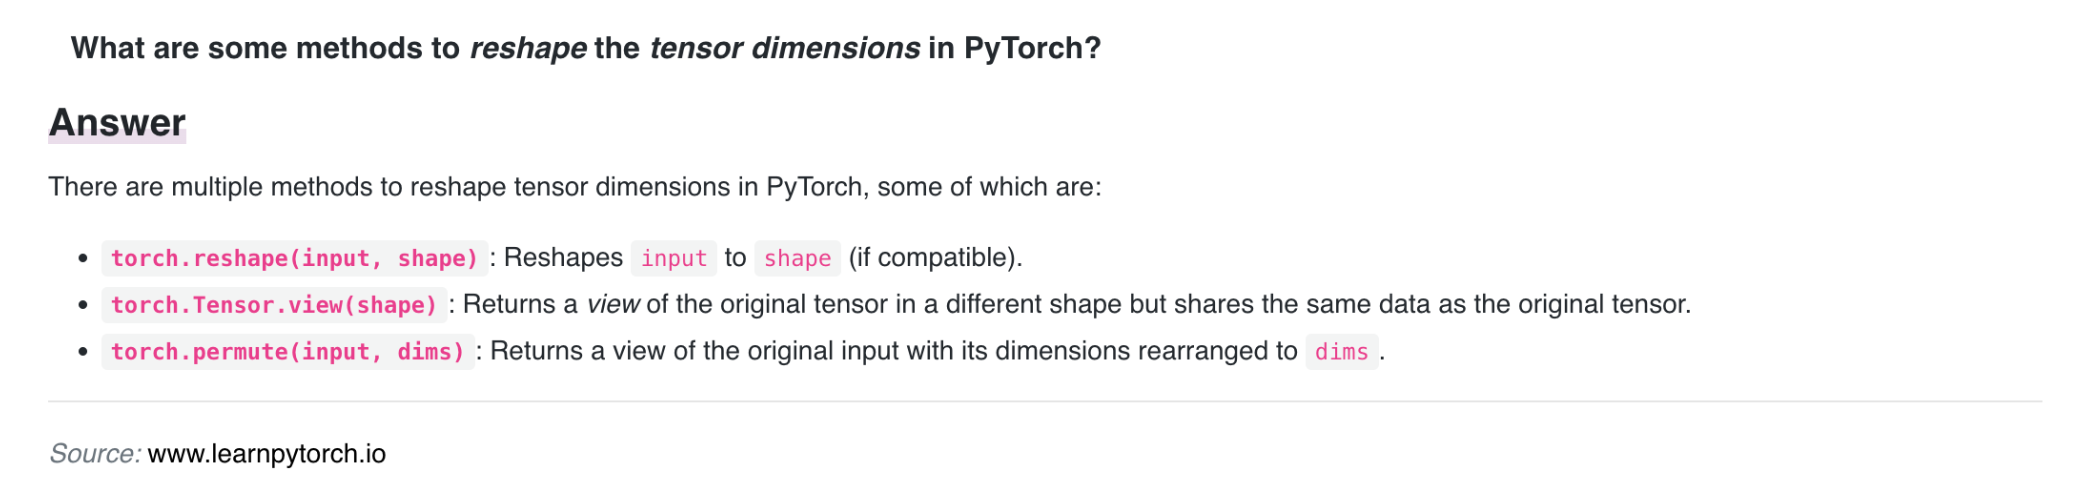 What are some methods to reshape the tensor dimensions in PyTorch?
Answer
There are multiple methods to reshape tensor dimensions in PyTorch, some of which are:
• torch.reshape(input, shape) : Reshapes input to shape (if compatible).
• torch.Tensor.view(shape) : Returns a view of the original tensor in a different shape but shares the same data as the original tensor.
• torch.permute(input, dims) : Returns a view of the original input with its dimensions rearranged to dims .
Source: www.learnpytorch.io